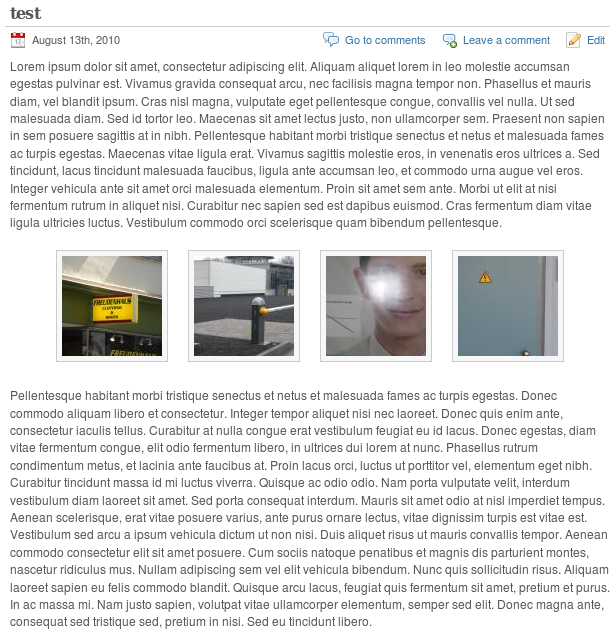 test
August 13th, 2010
Go to comments
Leave a comment
Edit
Lorem ipsum dolor sit amet, consectetur adipiscing elit. Aliquam aliquet lorem in leo molestie accumsan
egestas pulvinar est. Vivamus gravida consequat arcu, nec facilisis magna tempor non. Phasellus et mauris
diam, vel blandit ipsum. Cras nisl magna, vulputate eget pellentesque congue, convallis vel nulla. Ut sed
malesuada diam. Sed id tortor leo. Maecenas sit amet lectus justo, non ullamcorper sem. Praesent non sapien
in sem posuere sagittis at in nibh. Pellentesque habitant morbi tristique senectus et netus et malesuada fames
ac turpis egestas. Maecenas vitae ligula erat. Vivamus sagittis molestie eros, in venenatis eros ultrices a. Sed
tincidunt, lacus tincidunt malesuada faucibus, ligula ante accumsan leo, et commodo urna augue vel eros.
Integer vehicula ante sit amet orci malesuada elementum. Proin sit amet sem ante. Morbi ut elit at nisi
fermentum rutrum in aliquet nisi. Curabitur nec sapien sed est dapibus euismod. Cras fermentum diam vitae
ligula ultricies luctus. Vestibulum commodo orci scelerisque quam bibendum pellentesque.
FREUDENHAUS
CLOTHING
&
SHOES
Pellentesque habitant morbi tristique senectus et netus et malesuada fames ac turpis egestas. Donec
commodo aliquam libero et consectetur. Integer tempor aliquet nisi nec laoreet. Donec quis enim ante,
consectetur iaculis tellus. Curabitur at nulla congue erat vestibulum feugiat eu id lacus. Donec egestas, diam
vitae fermentum congue, elit odio fermentum libero, in ultrices dui lorem at nunc. Phasellus rutrum
condimentum metus, et lacinia ante faucibus at. Proin lacus orci, luctus ut porttitor vel, elementum eget nibh.
Curabitur tincidunt massa id mi luctus viverra. Quisque ac odio odio. Nam porta vulputate velit, interdum
vestibulum diam laoreet sit amet. Sed porta consequat interdum. Mauris sit amet odio at nisl imperdiet tempus.
Aenean scelerisque, erat vitae posuere varius, ante purus ornare lectus, vitae dignissim turpis est vitae est.
Vestibulum sed arcu a ipsum vehicula dictum ut non nisi. Duis aliquet risus ut mauris convallis tempor. Aenean
commodo consectetur elit sit amet posuere. Cum sociis natoque penatibus et magnis dis parturient montes,
nascetur ridiculus mus. Nullam adipiscing sem vel elit vehicula bibendum. Nunc quis sollicitudin risus. Aliquam
laoreet sapien eu felis commodo blandit. Quisque arcu lacus, feugiat quis fermentum sit amet, pretium et purus.
In ac massa mi. Nam justo sapien, volutpat vitae ullamcorper elementum, semper sed elit. Donec magna ante,
consequat sed tristique sed, pretium in nisi. Sed eu tincidunt libero.